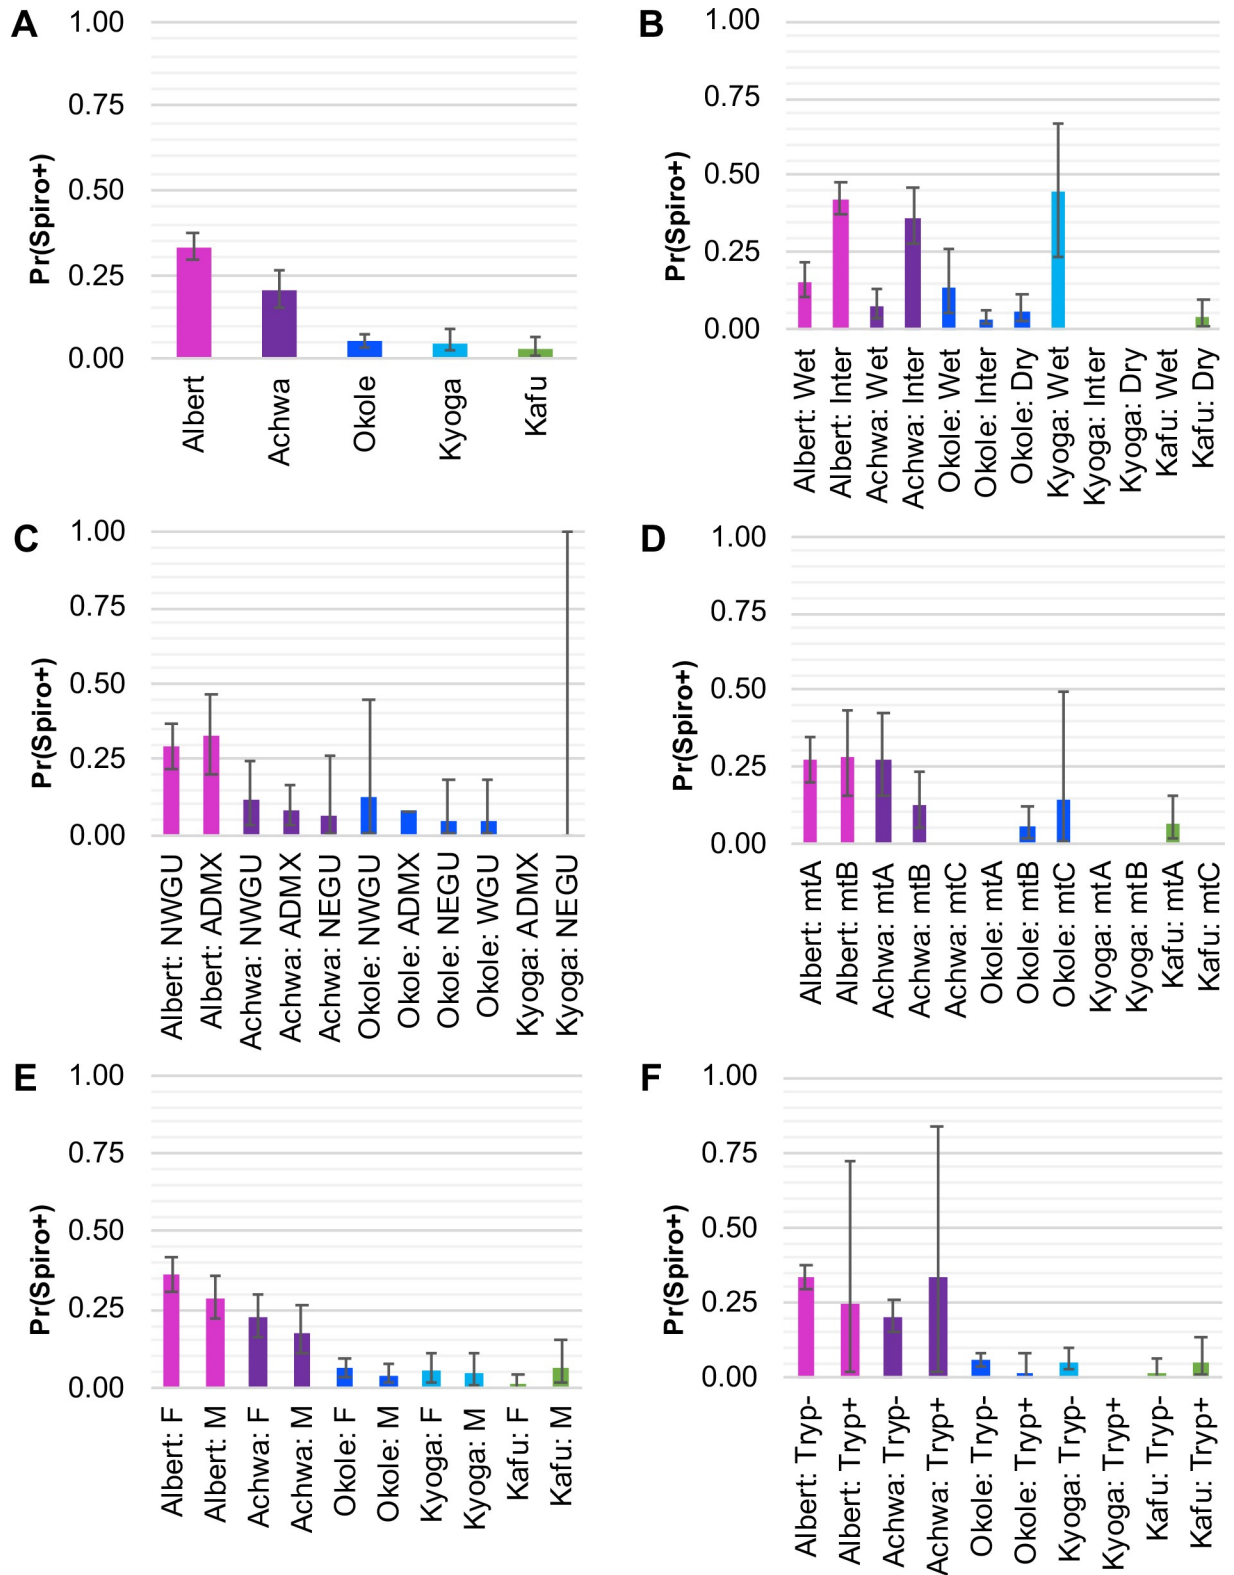 A
1.00
0.75
0.50
0.25
0.00
Pr(Spiro+)
Albert
Achwa
Okole
Kyoga
Kafu
B
1.00
0.75
0.50
0.25
0.00
Pr(Spiro+)
Albert: Wet
Albert: Inter
Achwa: Wet
Achwa: Inter
Okole: Wet
Okole: Inter
Okole: Dry
Kyoga: Wet
Kyoga: Inter
Kyoga: Dry
Kafu: Wet
Kafu: Dry
C
1.00
0.75
0.50
0.25
0.00
Pr(Spiro+)
Albert: NWGU
Albert: ADMX
Achwa: NWGU
Achwa: ADMX
Achwa: NEGU
Okole: NWGU
Okole: ADMX
Okole: NEGU
Okole: WGU
Kyoga: ADMX
Kyoga: NEGU
D
1.00
0.75
0.50
0.25
0.00
Pr(Spiro+)
Albert: mtA
Albert: mtB
Achwa: mtA
Achwa: mtB
Achwa: mtC
Okole: mtA
Okole: mtB
Okole: mtC
Kyoga: mtA
Kyoga: mtB
Kafu: mtA
Kafu: mtC
E
1.00
0.75
0.50
0.25
0.00
Pr(Spiro+)
Albert: F
Albert: M
Achwa: F
Achwa: M
Okole: F
Okole: M
Kyoga: F
Kyoga: M
Kafu: F
Kafu: M
F
1.00
0.75
0.50
0.25
0.00
Pr(Spiro+)
Albert: Tryp-
Albert: Tryp+
Achwa: Tryp-
Achwa: Tryp+
Okole: Tryp-
Okole: Tryp+
Kyoga: Tryp-
Kyoga: Tryp+
Kafu: Tryp-
Kafu: Tryp+